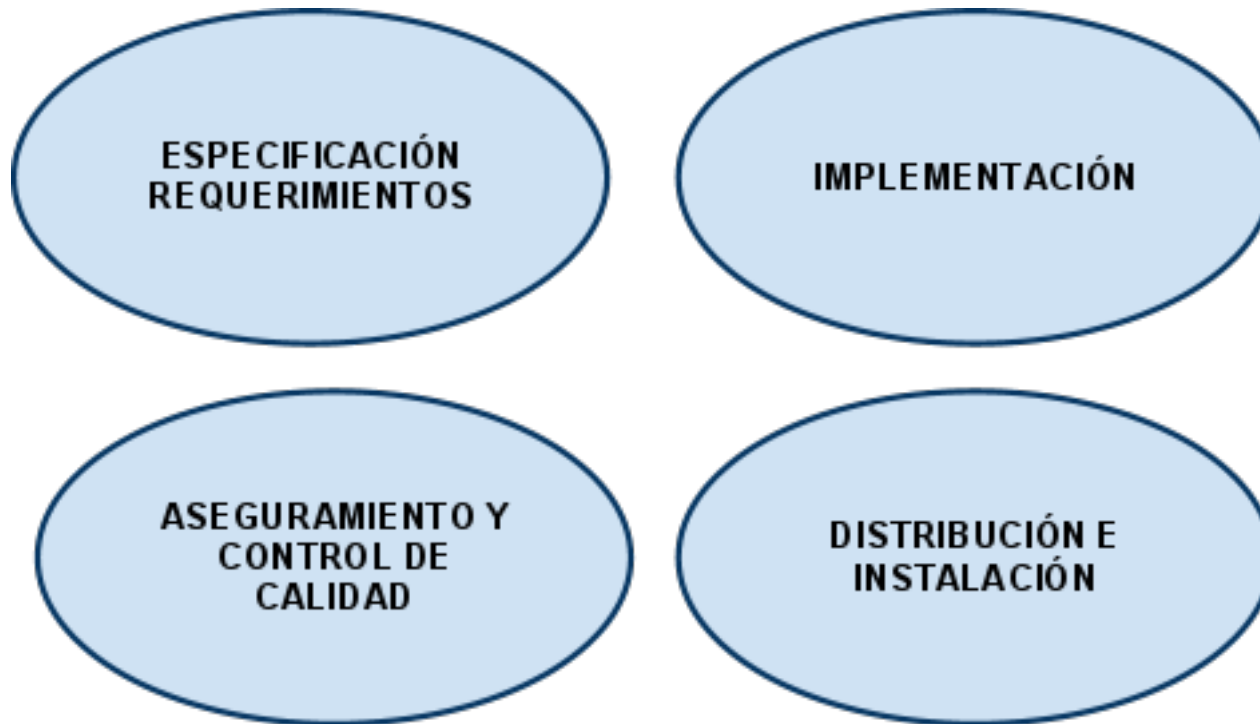 ESPECIFICACIÓN
REQUERIMIENTOS
IMPLEMENTACIÓN
ASEGURAMIENTO Y
CONTROL DE
CALIDAD
DISTRIBUCIÓN E
INSTALACIÓN